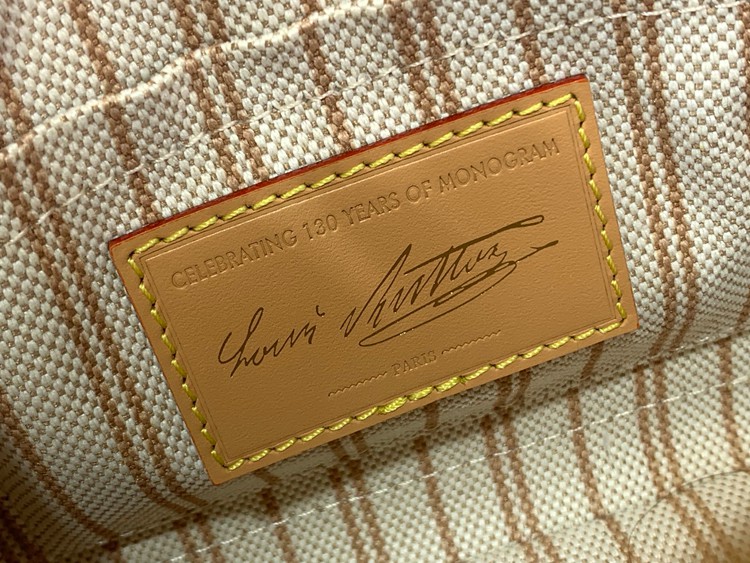 CELEBRATING 130 YEARS OF MONOGRAM
Louis Vuitton
PARIS